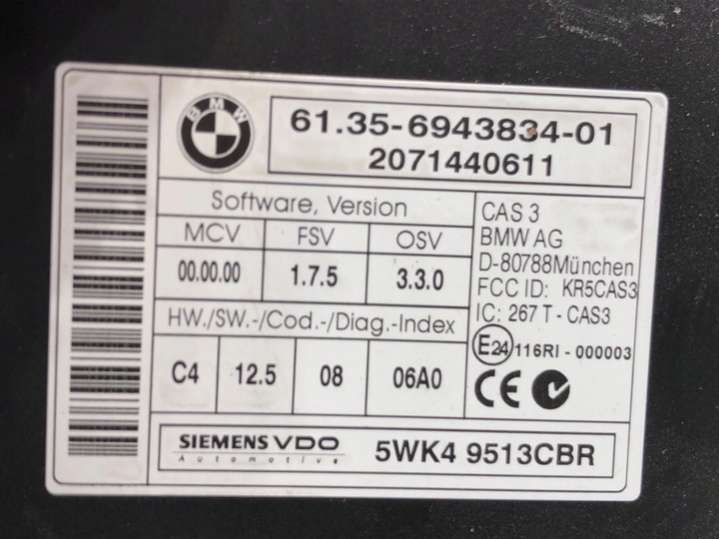 BMW
61.35-6943834-01
2071440611
Software, Version
MCV FSV OSV
00.00.00 1.7.5 3.3.0
HW./SW.-/Cod.-/Diag.-Index
C4 12.5 08 06A0
CAS 3
BMW AG
D-80788München
FCC ID: KR5CAS3
IC: 267 T - CAS3
E24 116RI - 000003
CE
SIEMENS VDO
Automotive
5WK4 9513CBR